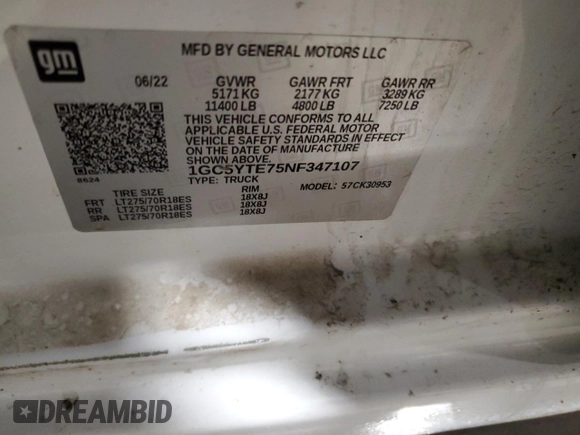 gm
MFD BY GENERAL MOTORS LLC
06/22 GVWR GAWR FRT GAWR RR
5171 KG 2177 KG 3289 KG
11400 LB 4800 LB 7250 LB
THIS VEHICLE CONFORMS TO ALL
APPLICABLE U.S. FEDERAL MOTOR
VEHICLE SAFETY STANDARDS IN EFFECT
ON THE DATE OF MANUFACTURE
SHOWN ABOVE.
8624 1GC5YTE75NF347107
TYPE: TRUCK MODEL: 57CK30953
TIRE SIZE RIM
FRT LT275/70R18ES 18X8J
RR LT275/70R18ES 18X8J
SPA LT275/70R18ES 18X8J
DREAMBID